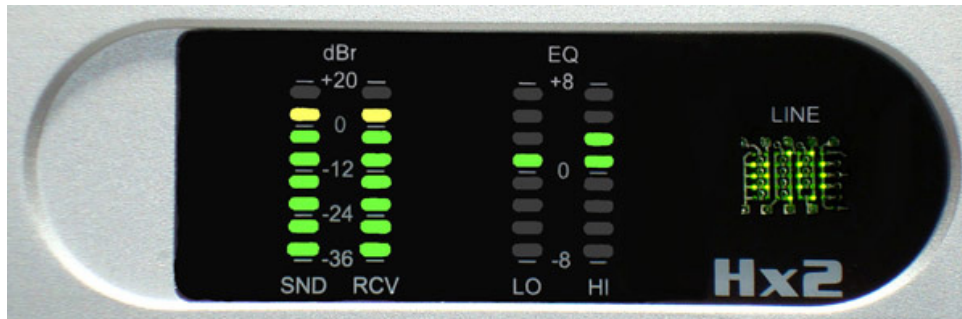 dBr EQ
+20 +8
LINE
0
-12 0
-24
-36 -8
SND RCV LO HI
Hx2